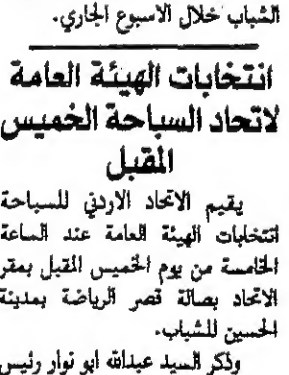 الشباب خلال الاسبوع الجاري.
انتخابات الهيئة العامة
لاتحاد السباحة الخميس
المقبل
يقيم الاتحاد الاردني للسباحة
انتخابات الهيئة العامة عند الساعة
الخامسة من يوم الخميس المقبل بمقر
الاتحاد بصالة قصر الرياضة بمدينة
الحسين للشباب.
وذكر السيد عبدالله ابو نوار رئيس